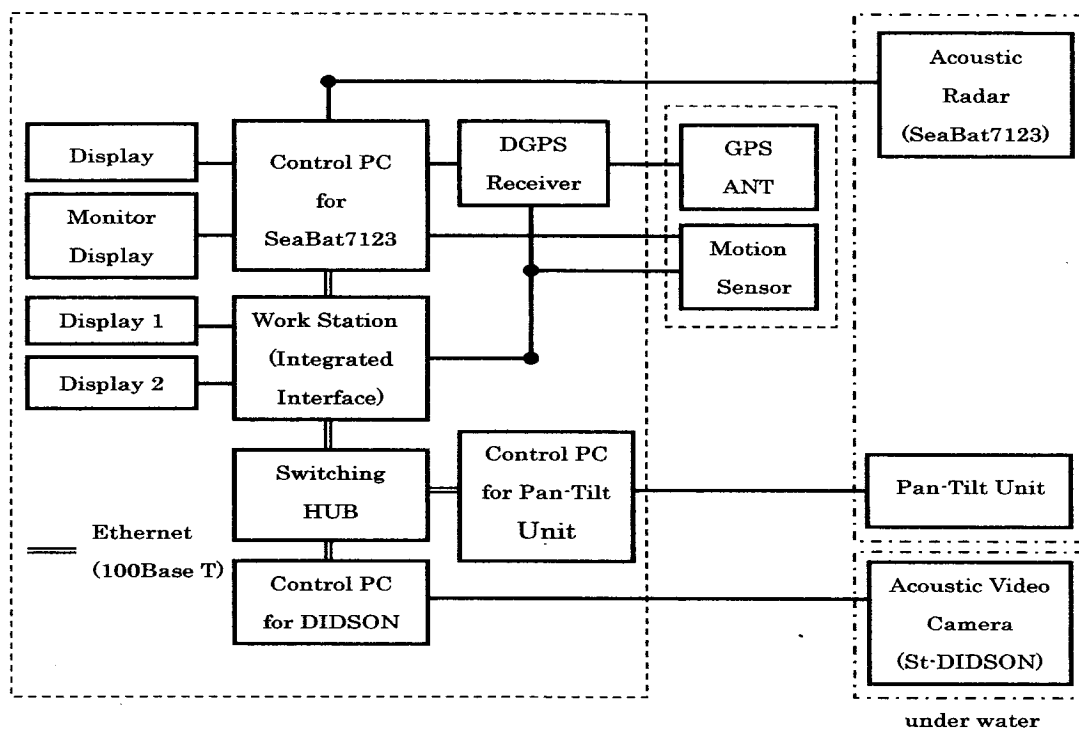 Acoustic
Radar
(SeaBat7123)
Display
Control PC
for
SeaBat7123
DGPS
Receiver
GPS
ANT
Monitor
Display
Motion
Sensor
Display 1
Work Station
(Integrated
Interface)
Display 2
Switching
HUB
Control PC
for Pan-Tilt
Unit
Pan-Tilt Unit
Ethernet
(100Base T)
Control PC
for DIDSON
Acoustic Video
Camera
(St-DIDSON)
under water